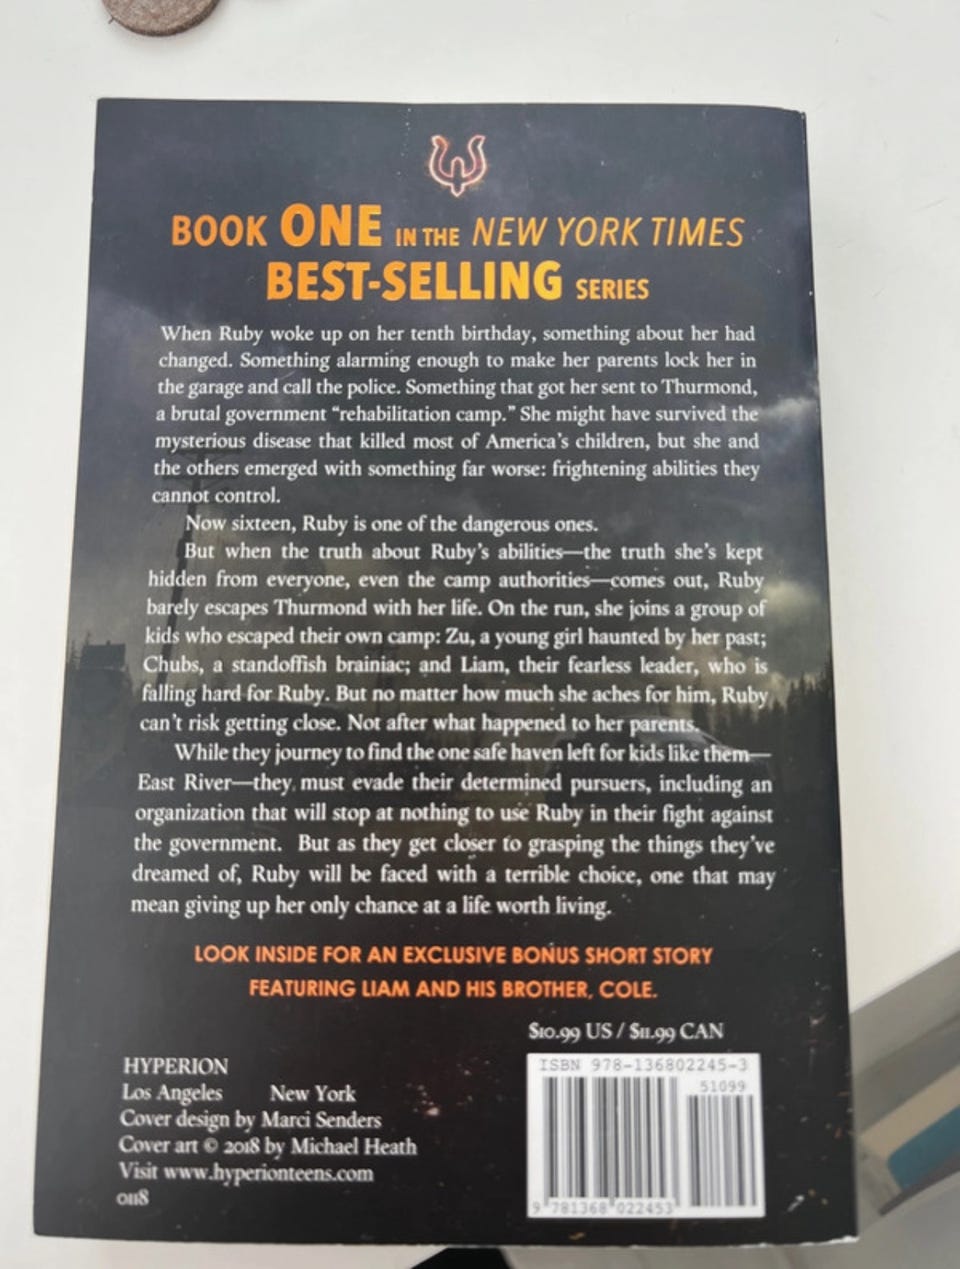 BOOK ONE IN THE NEW YORK TIMES
BEST-SELLING SERIES
When Ruby woke up on her tenth birthday, something about her had
changed. Something alarming enough to make her parents lock her in
the garage and call the police. Something that got her sent to Thurmond,
a brutal government “rehabilitation camp.” She might have survived the
mysterious disease that killed most of America’s children, but she and
the others emerged with something far worse: frightening abilities they
cannot control.
Now sixteen, Ruby is one of the dangerous ones.
But when the truth about Ruby’s abilities—the truth she’s kept
hidden from everyone, even the camp authorities—comes out, Ruby
barely escapes Thurmond with her life. On the run, she joins a group of
kids who escaped their own camp: Zu, a young girl haunted by her past;
Chubs, a standoffish brainiac; and Liam, their fearless leader, who is
falling hard for Ruby. But no matter how much she aches for him, Ruby
can’t risk getting close. Not after what happened to her parents.
While they journey to find the one safe haven left for kids like them—
East River—they must evade their determined pursuers, including an
organization that will stop at nothing to use Ruby in their fight against
the government. But as they get closer to grasping the things they’ve
dreamed of, Ruby will be faced with a terrible choice, one that may
mean giving up her only chance at a life worth living.
LOOK INSIDE FOR AN EXCLUSIVE BONUS SHORT STORY
FEATURING LIAM AND HIS BROTHER, COLE.
$10.99 US / $11.99 CAN
HYPERION
Los Angeles New York
Cover design by Marci Senders
Cover art © 2018 by Michael Heath
Visit www.hyperionteens.com
0118
ISBN 978-136802245-3
51099
9 781368 022453